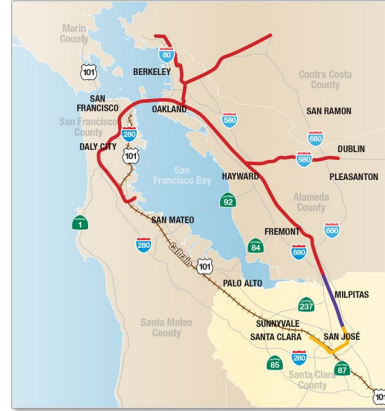 Marin
County
101
80
BERKELEY
Contra Costa
County
SAN
FRANCISCO
OAKLAND
SAN RAMON
San Francisco
County
580
280
680
DALY CITY
101
DUBLIN
580
San
Francisco Bay
HAYWARD
PLEASANTON
92
Alameda
County
1
SAN MATEO
FREMONT
680
280
Caltrain
84
880
101
PALO ALTO
MILPITAS
237
Santa Mateo
County
SUNNYVALE
SANTA CLARA
SAN JOSÉ
85
280
87
Santa Clara
County
101